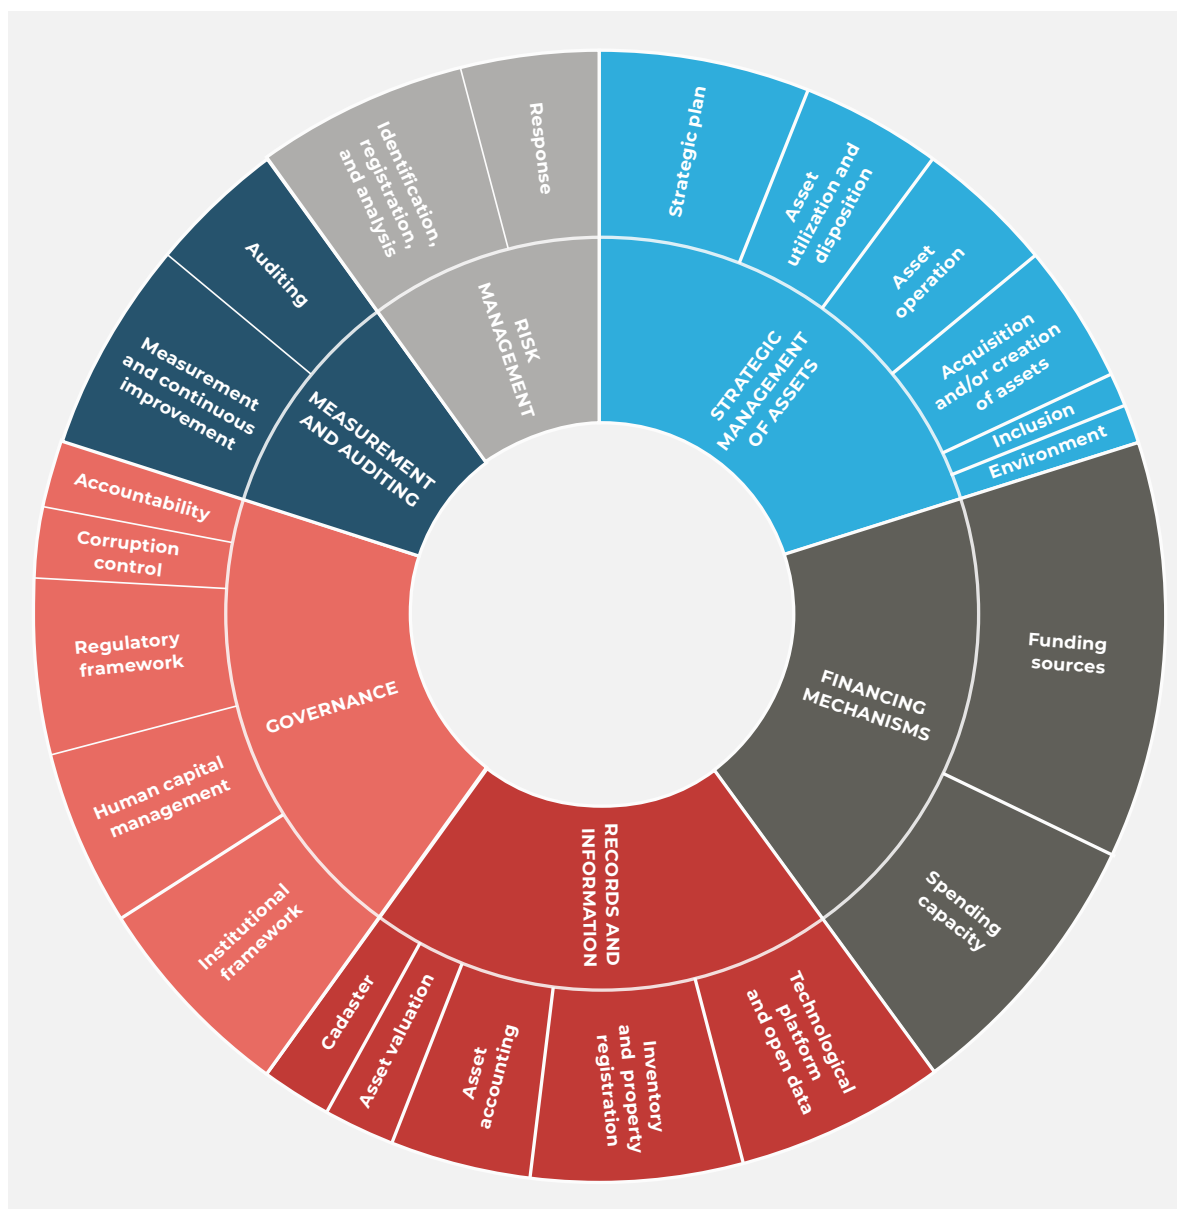 Strategic plan
Asset
utilization and
disposition
Asset
operation
Acquisition
and/or creation
of assets
Inclusion
Environment
STRATEGIC
MANAGEMENT
OF ASSETS
Funding
sources
Spending
capacity
FINANCING
MECHANISMS
Technological
platform
and open data
Inventory
and property
registration
Asset
accounting
Asset valuation
Cadaster
RECORDS AND
INFORMATION
Institutional
framework
Human capital
management
Regulatory
framework
Corruption
control
Accountability
GOVERNANCE
Measurement
and continuous
improvement
Auditing
MEASUREMENT
AND AUDITING
Identification,
registration,
and analysis
Response
RISK
MANAGEMENT